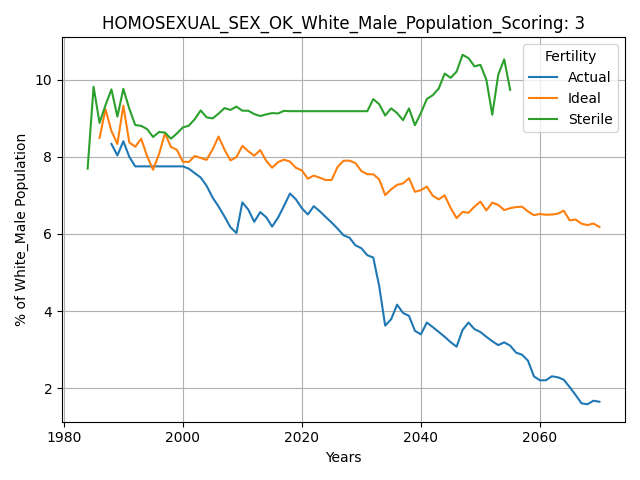 HOMOSEXUAL_SEX_OK_White_Male_Population_Scoring: 3
Fertility
Actual
Ideal
Sterile
% of White_Male Population
10
8
6
4
2
1980
2000
2020
2040
2060
Years